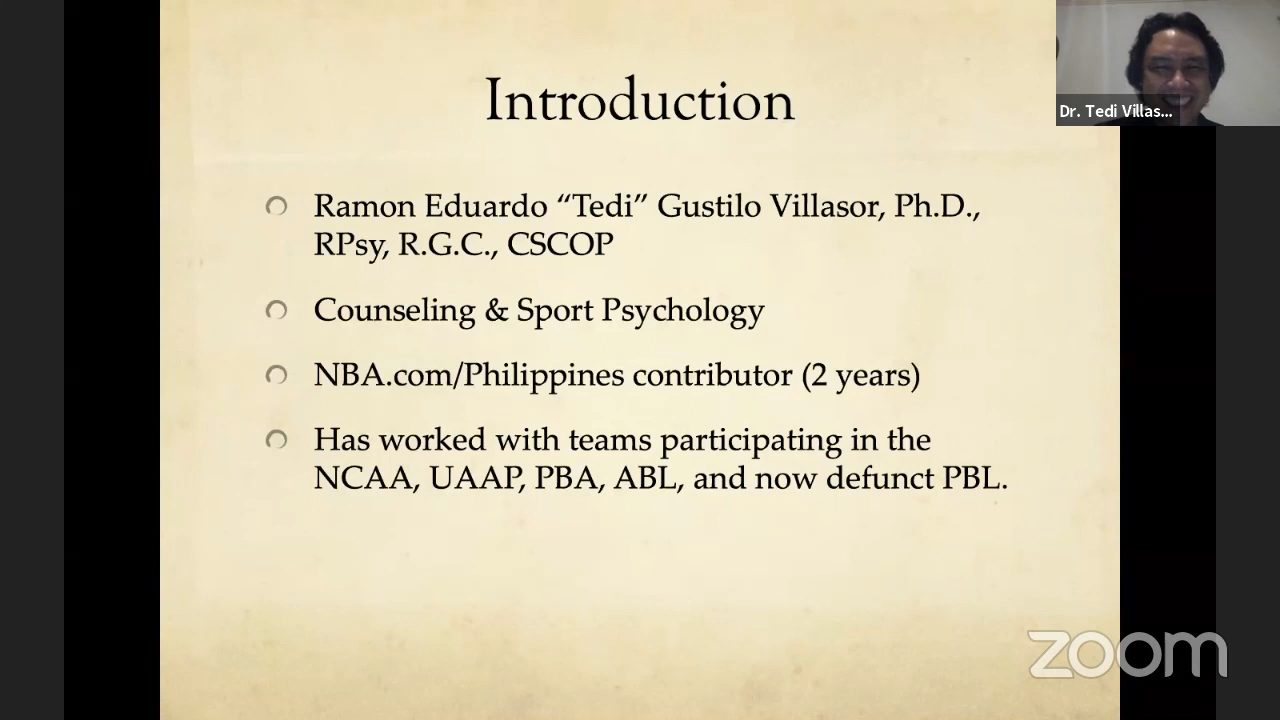 Introduction
Dr. Tedi Villas...
Ramon Eduardo “Tedi” Gustilo Villasor, Ph.D.,
RPsy, R.G.C., CSCOP
Counseling & Sport Psychology
NBA.com/Philippines contributor (2 years)
Has worked with teams participating in the
NCAA, UAAP, PBA, ABL, and now defunct PBL.
zoom